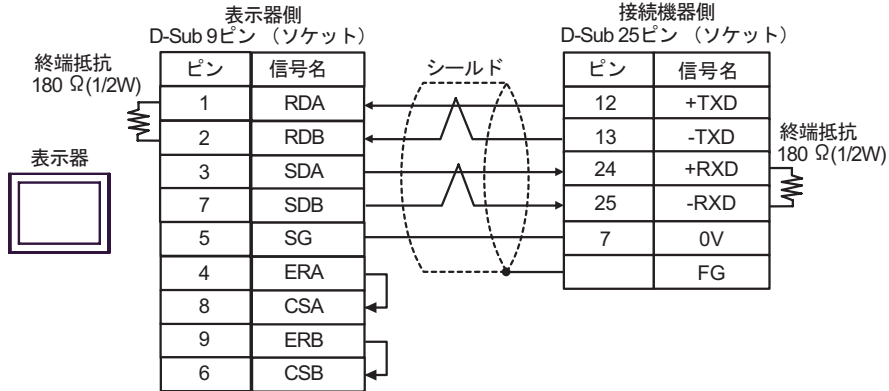 表示器側
D-Sub 9ピン （ソケット）
接続機器側
D-Sub 25ピン （ソケット）
終端抵抗
180 Ω(1/2W)
シールド
ピン 信号名
1 RDA
2 RDB
3 SDA
7 SDB
5 SG
4 ERA
8 CSA
9 ERB
6 CSB
ピン 信号名
12 +TXD
13 -TXD
24 +RXD
25 -RXD
7 0V
FG
終端抵抗
180 Ω(1/2W)
表示器